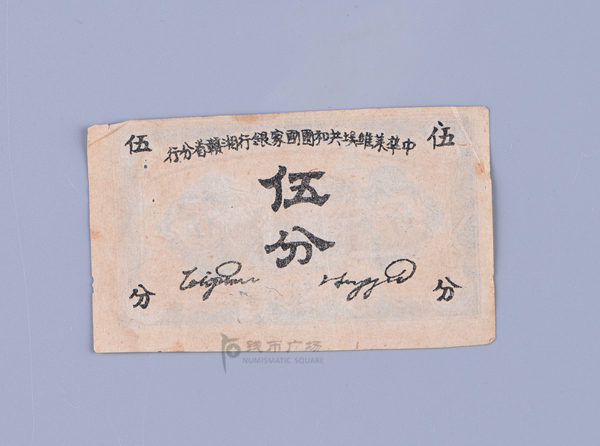 中華蘇維埃共和國國家銀行湘贛省分行
伍 伍
伍
分
分 分
钱币广场
NUMISMATIC SQUARE